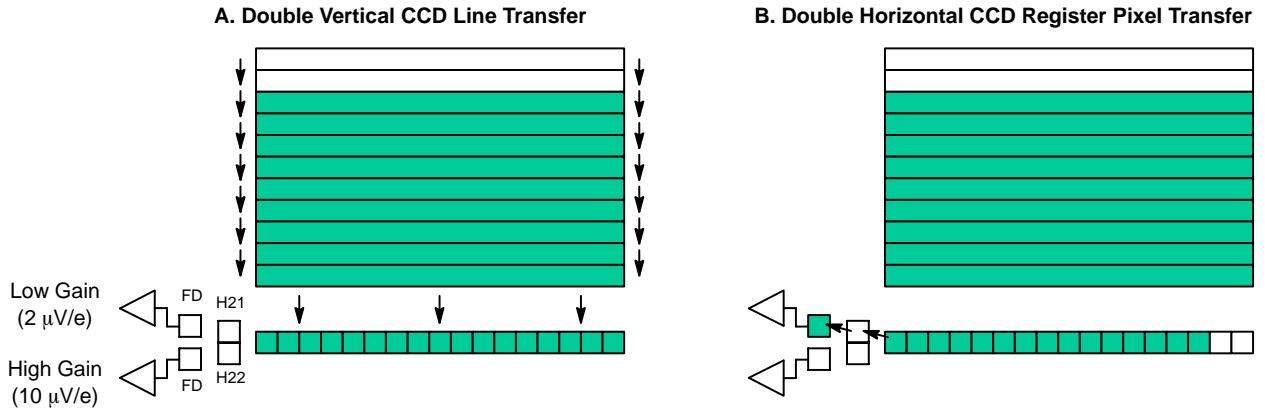 A. Double Vertical CCD Line Transfer
B. Double Horizontal CCD Register Pixel Transfer
Low Gain
(2 μV/e)
FD
H21
High Gain
(10 μV/e)
FD
H22